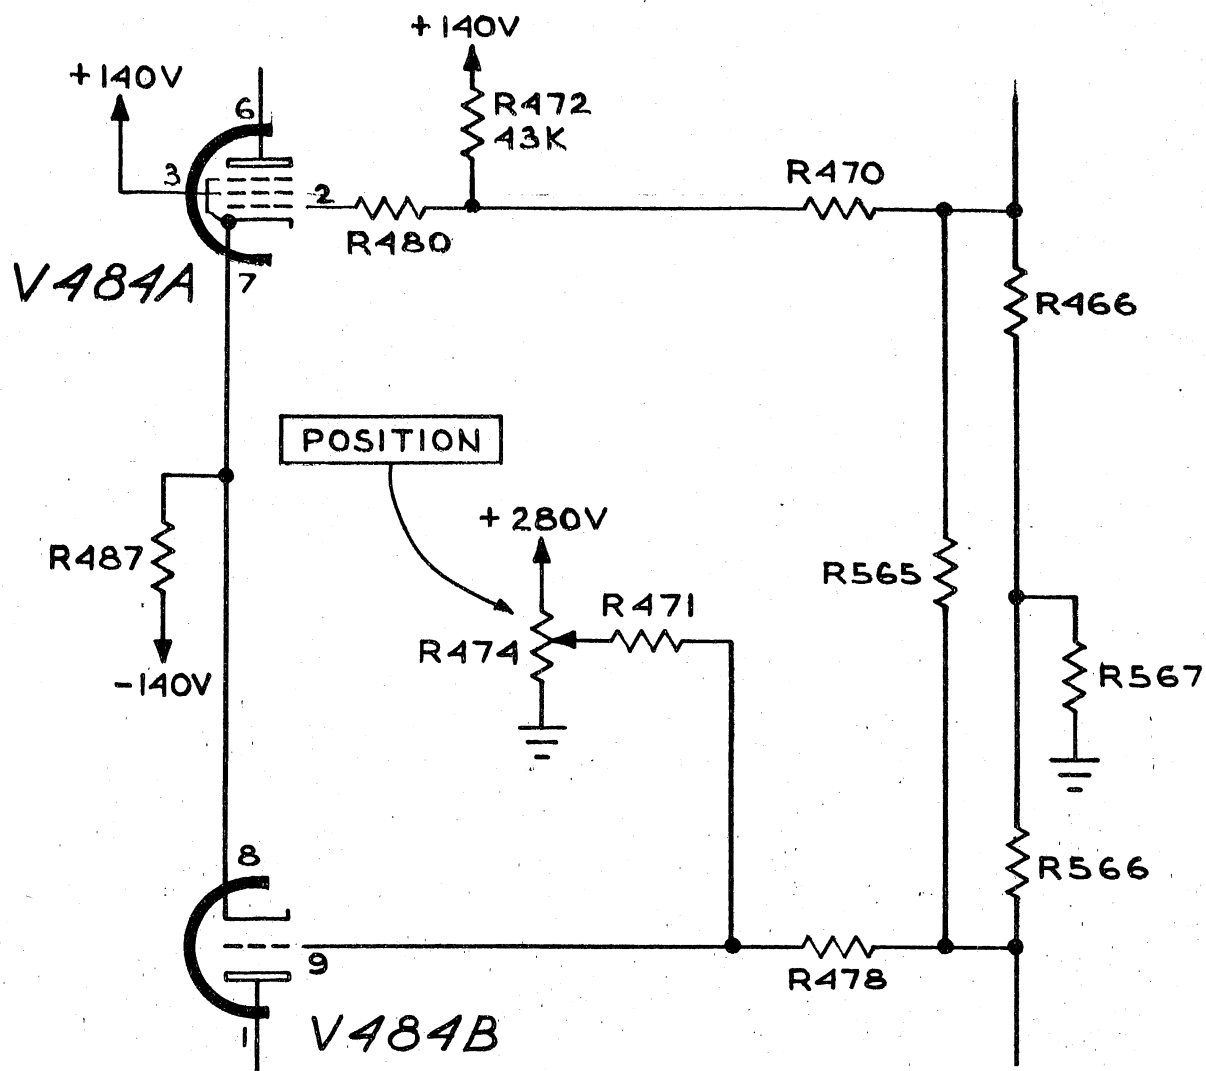 +140V
+140V
R472
43K
6
3
2
R470
R480
7
V484A
R466
POSITION
+280V
R487
R565
R471
R474
-140V
R567
8
R566
9
R478
1
V484B